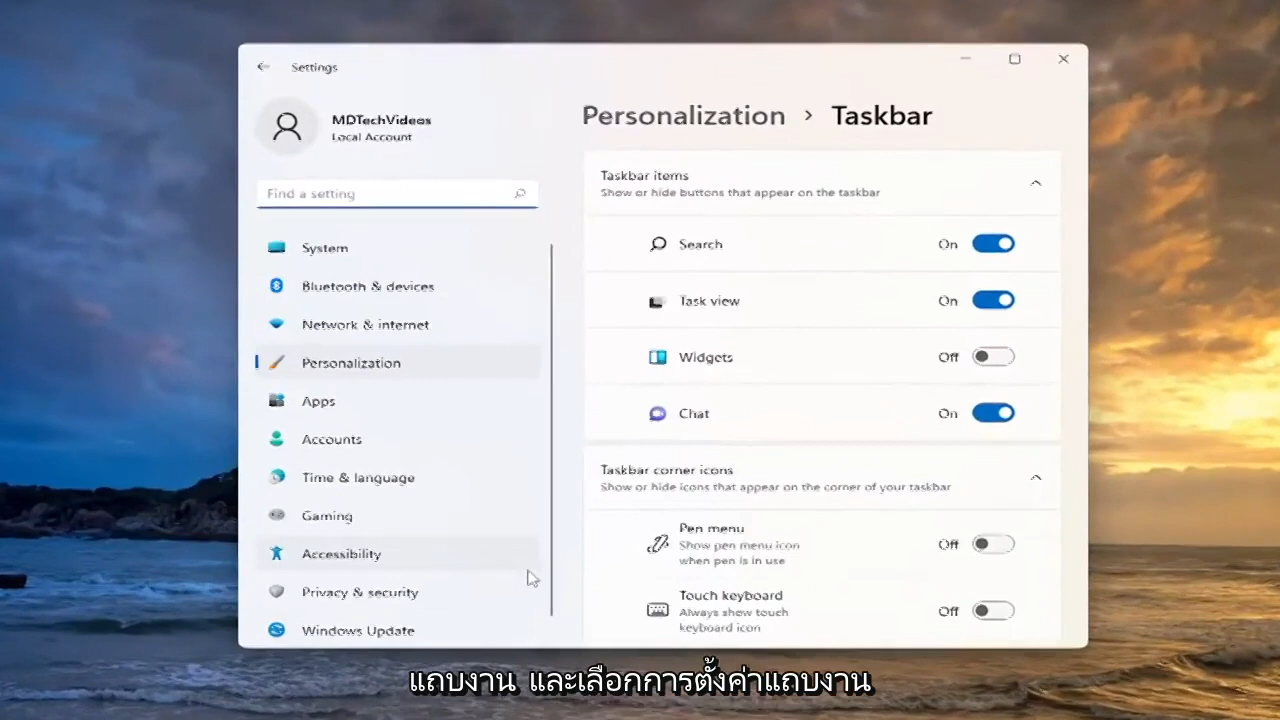 Settings
MDTechVideos
Local Account
Find a setting
System
Bluetooth & devices
Network & internet
Personalization
Apps
Accounts
Time & language
Gaming
Accessibility
Privacy & security
Windows Update
Personalization > Taskbar
Taskbar items
Show or hide buttons that appear on the taskbar
Search On
Task view On
Widgets Off
Chat On
Taskbar corner icons
Show or hide icons that appear on the corner of your taskbar
Pen menu
Show pen menu icon
when pen is in use
Off
Touch keyboard
Always show touch
keyboard icon
Off
แถบงาน และเลือกการตั้งค่าแถบงาน